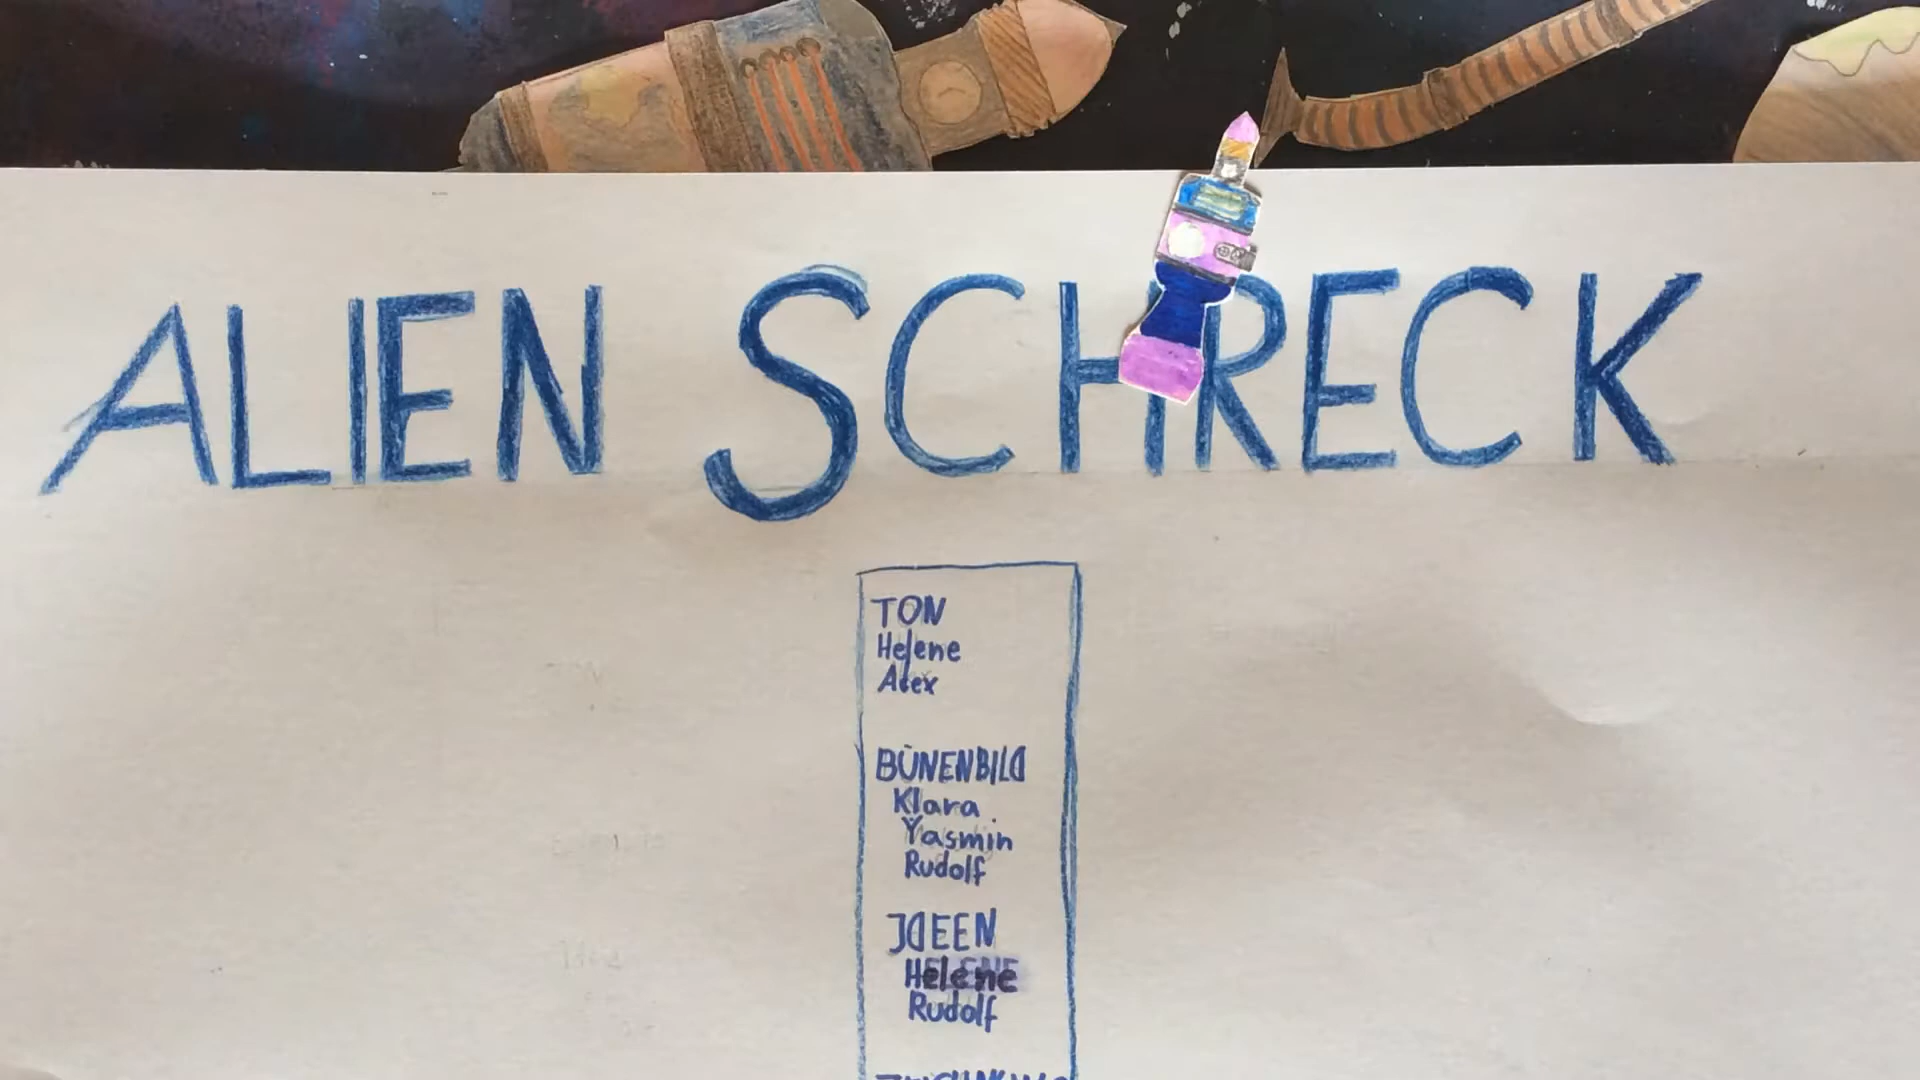 ALIEN SCHRECK
TON
Helene
Alex
BÜNENBILD
Klara
Yasmin
Rudolf
IDEEN
Helene
Rudolf